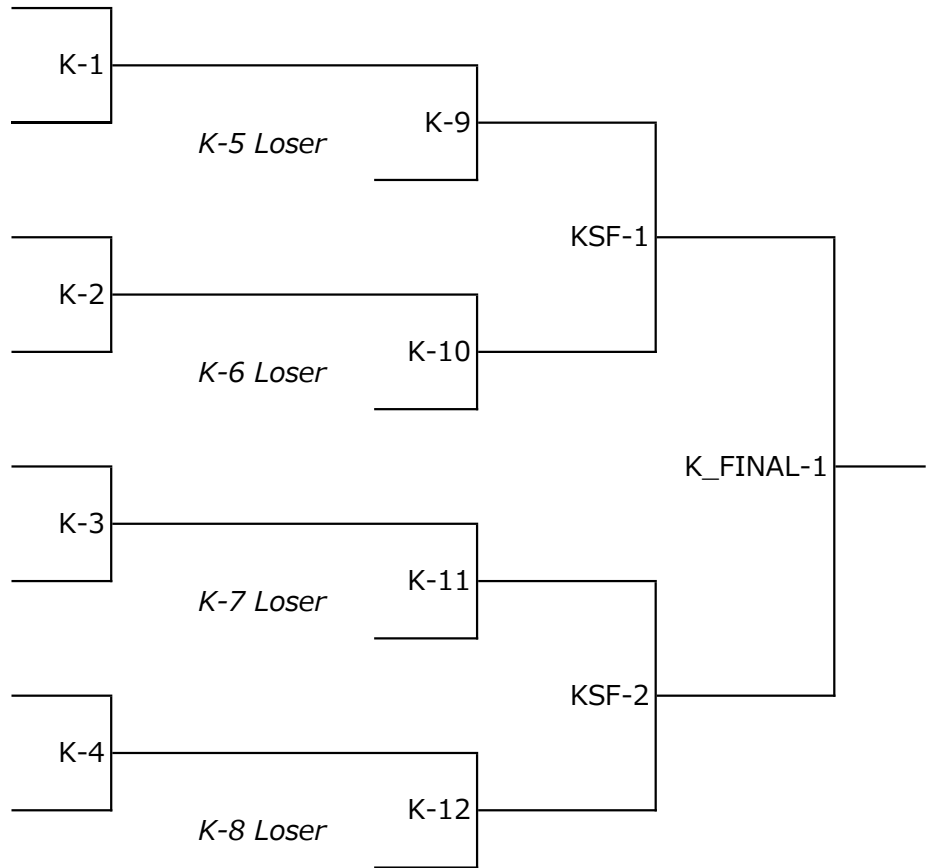 K-1
K-9
K-5 Loser
KSF-1
K-2
K-10
K-6 Loser
K_FINAL-1
K-3
K-11
K-7 Loser
KSF-2
K-4
K-12
K-8 Loser